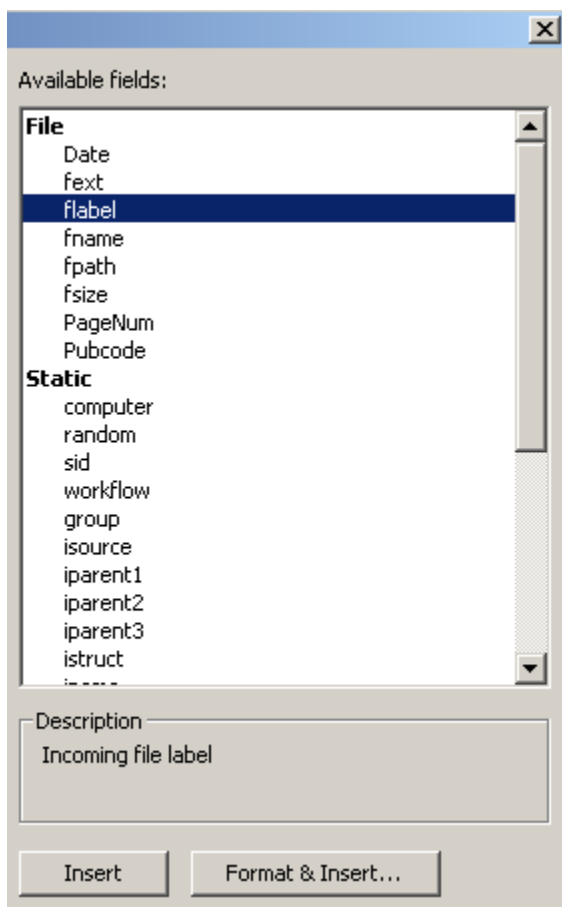 Available fields:
File
Date
fext
flabel
fname
fpath
fsize
PageNum
Pubcode
Static
computer
random
sid
workflow
group
isource
iparent1
iparent2
iparent3
istruct
Description
Incoming file label
Insert
Format & Insert...